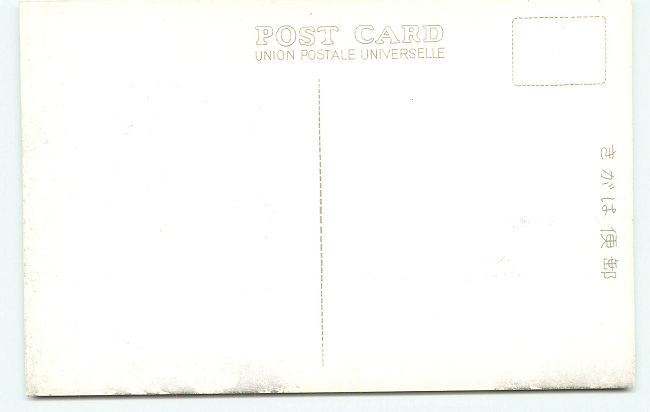 POST CARD
UNION POSTALE UNIVERSELLE
きがは便郵